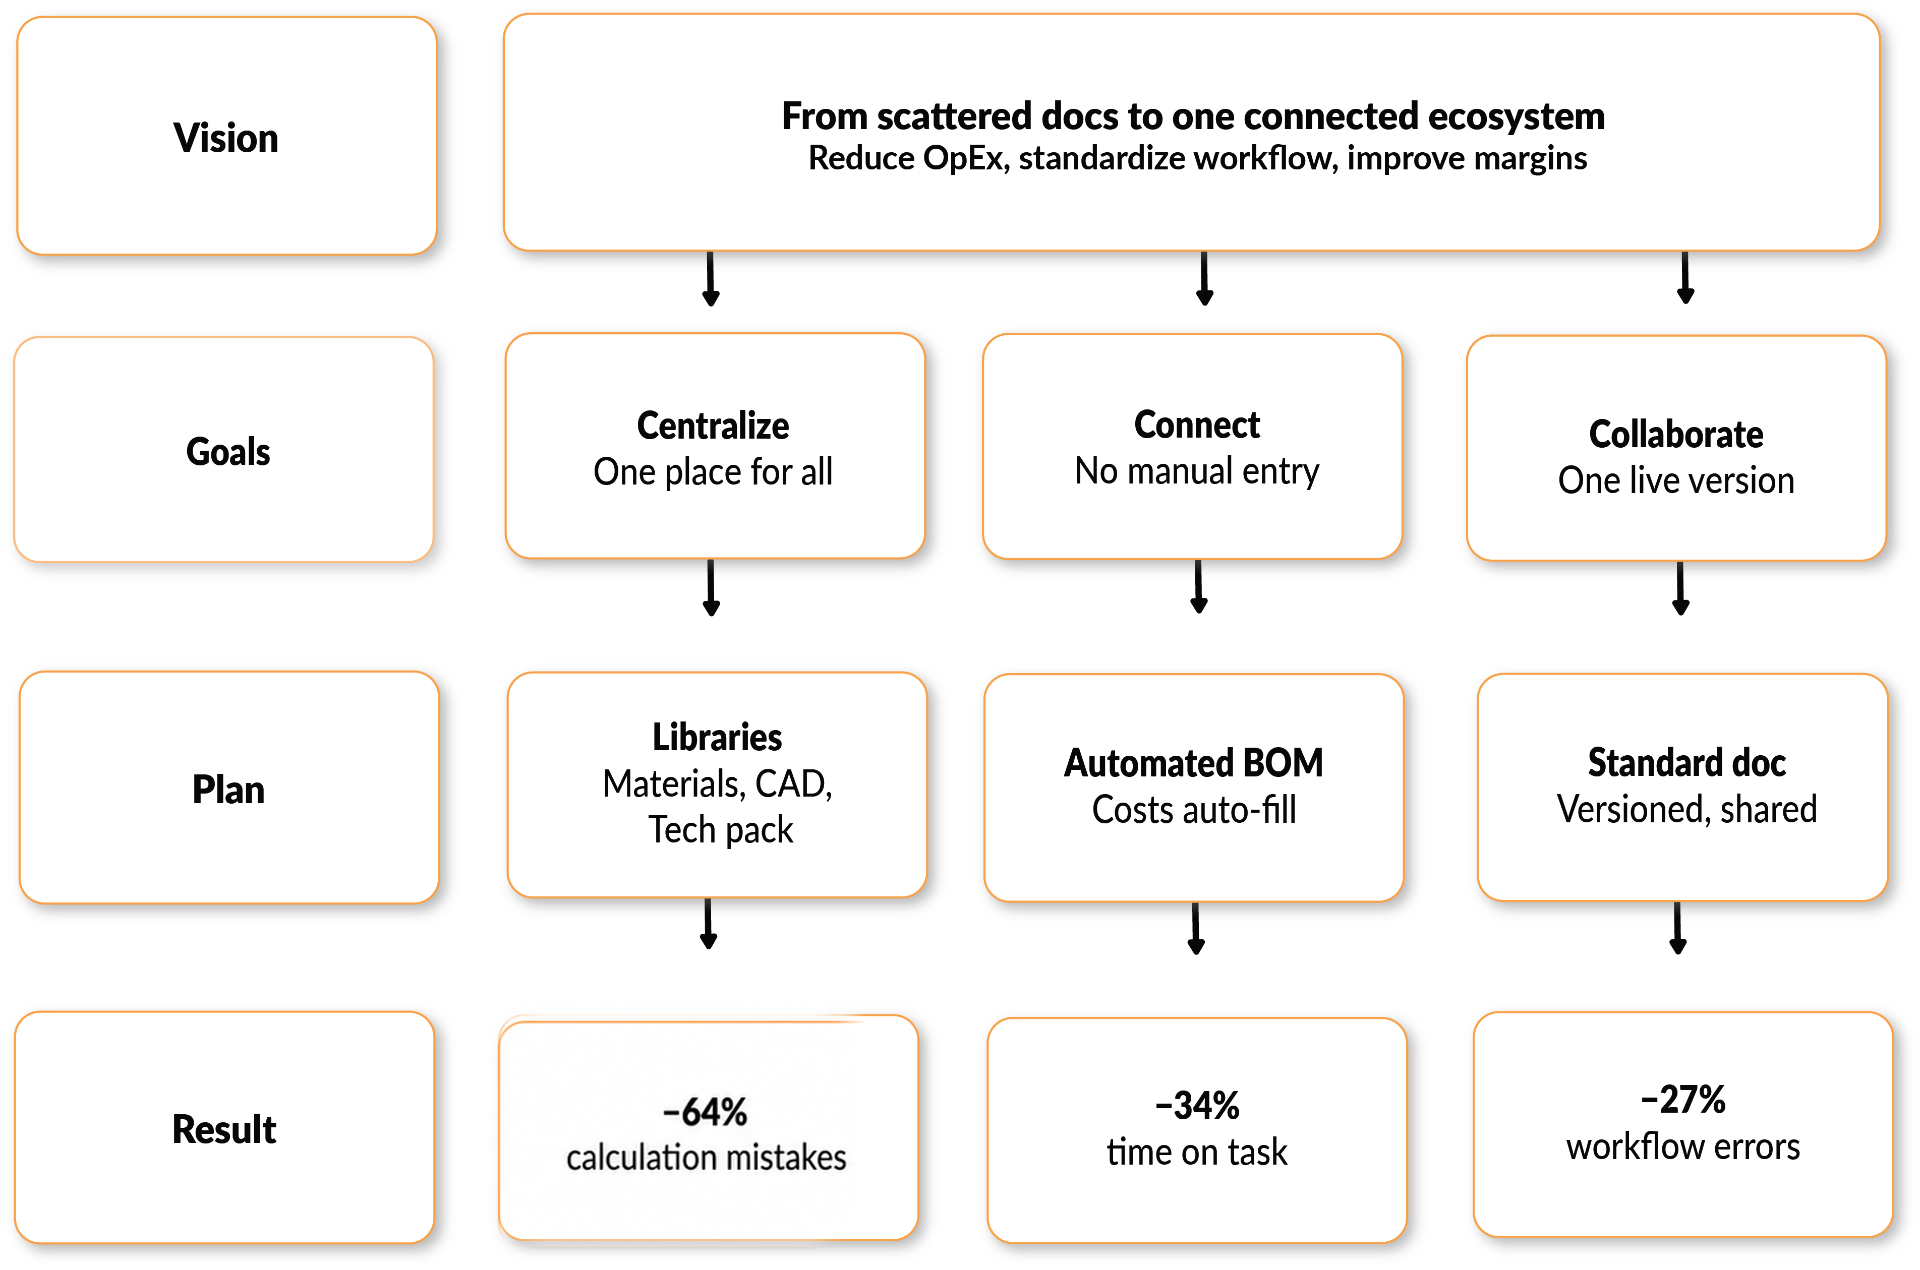 Vision
From scattered docs to one connected ecosystem
Reduce OpEx, standardize workflow, improve margins
Goals
Centralize
One place for all
Connect
No manual entry
Collaborate
One live version
Plan
Libraries
Materials, CAD,
Tech pack
Automated BOM
Costs auto-fill
Standard doc
Versioned, shared
Result
–64%
calculation mistakes
–34%
time on task
–27%
workflow errors